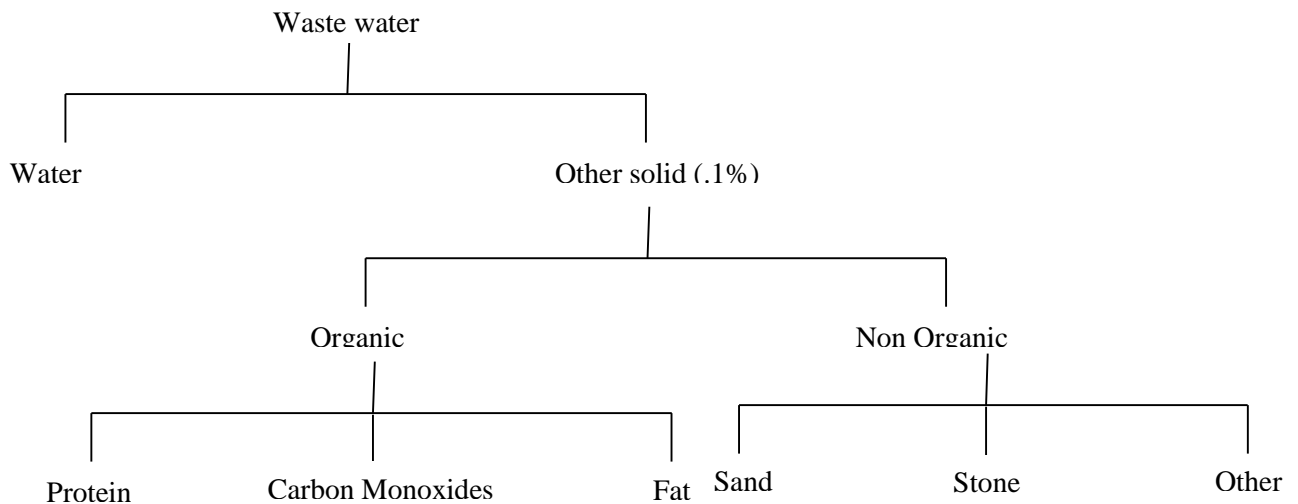 Waste water
Water
Other solid (.1%)
Organic
Non Organic
Protein
Carbon Monoxides
Fat
Sand
Stone
Other